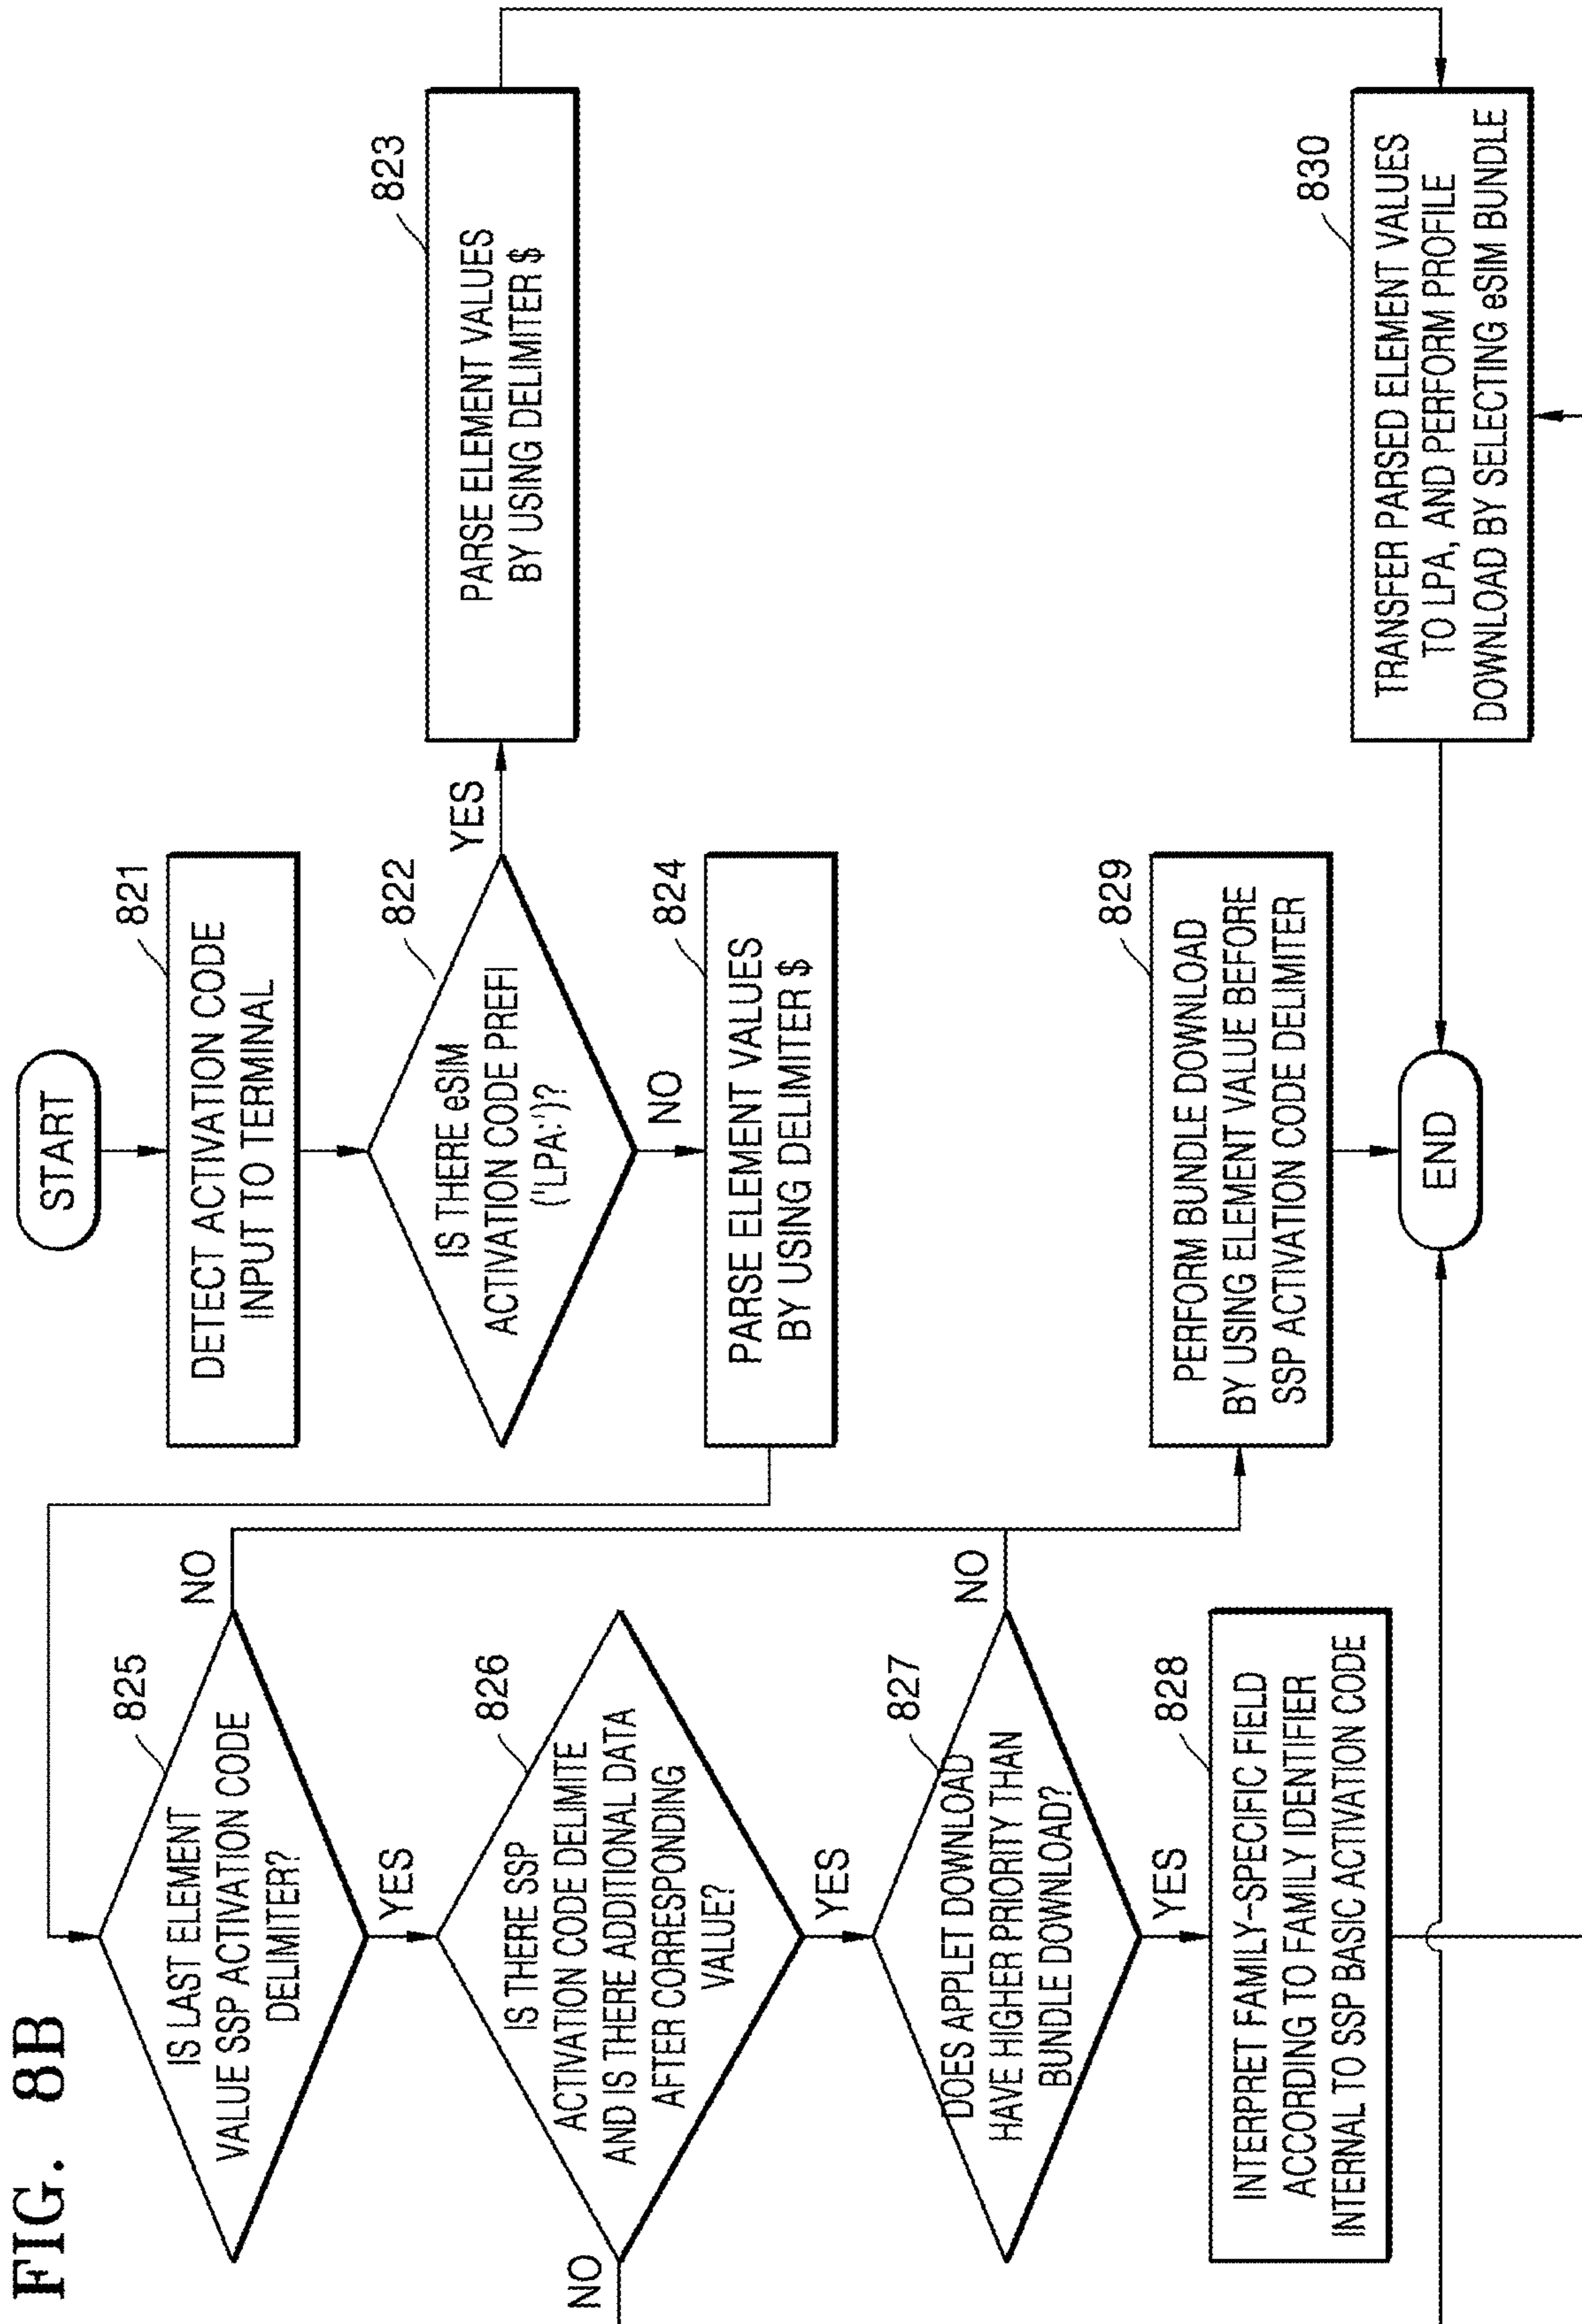 FIG. 8B
START
821
DETECT ACTIVATION CODE
INPUT TO TERMINAL
822
IS THERE eSIM
ACTIVATION CODE PREFI
('LPA:')?
YES
NO
823
PARSE ELEMENT VALUES
BY USING DELIMITER $
824
PARSE ELEMENT VALUES
BY USING DELIMITER $
825
IS LAST ELEMENT
VALUE SSP ACTIVATION CODE
DELIMITER?
NO
YES
826
IS THERE SSP
ACTIVATION CODE DELIMITE
AND IS THERE ADDITIONAL DATA
AFTER CORRESPONDING
VALUE?
NO
YES
827
DOES APPLET DOWNLOAD
HAVE HIGHER PRIORITY THAN
BUNDLE DOWNLOAD?
NO
YES
828
INTERPRET FAMILY-SPECIFIC FIELD
ACCORDING TO FAMILY IDENTIFIER
INTERNAL TO SSP BASIC ACTIVATION CODE
829
PERFORM BUNDLE DOWNLOAD
BY USING ELEMENT VALUE BEFORE
SSP ACTIVATION CODE DELIMITER
830
TRANSFER PARSED ELEMENT VALUES
TO LPA, AND PERFORM PROFILE
DOWNLOAD BY SELECTING eSIM BUNDLE
END